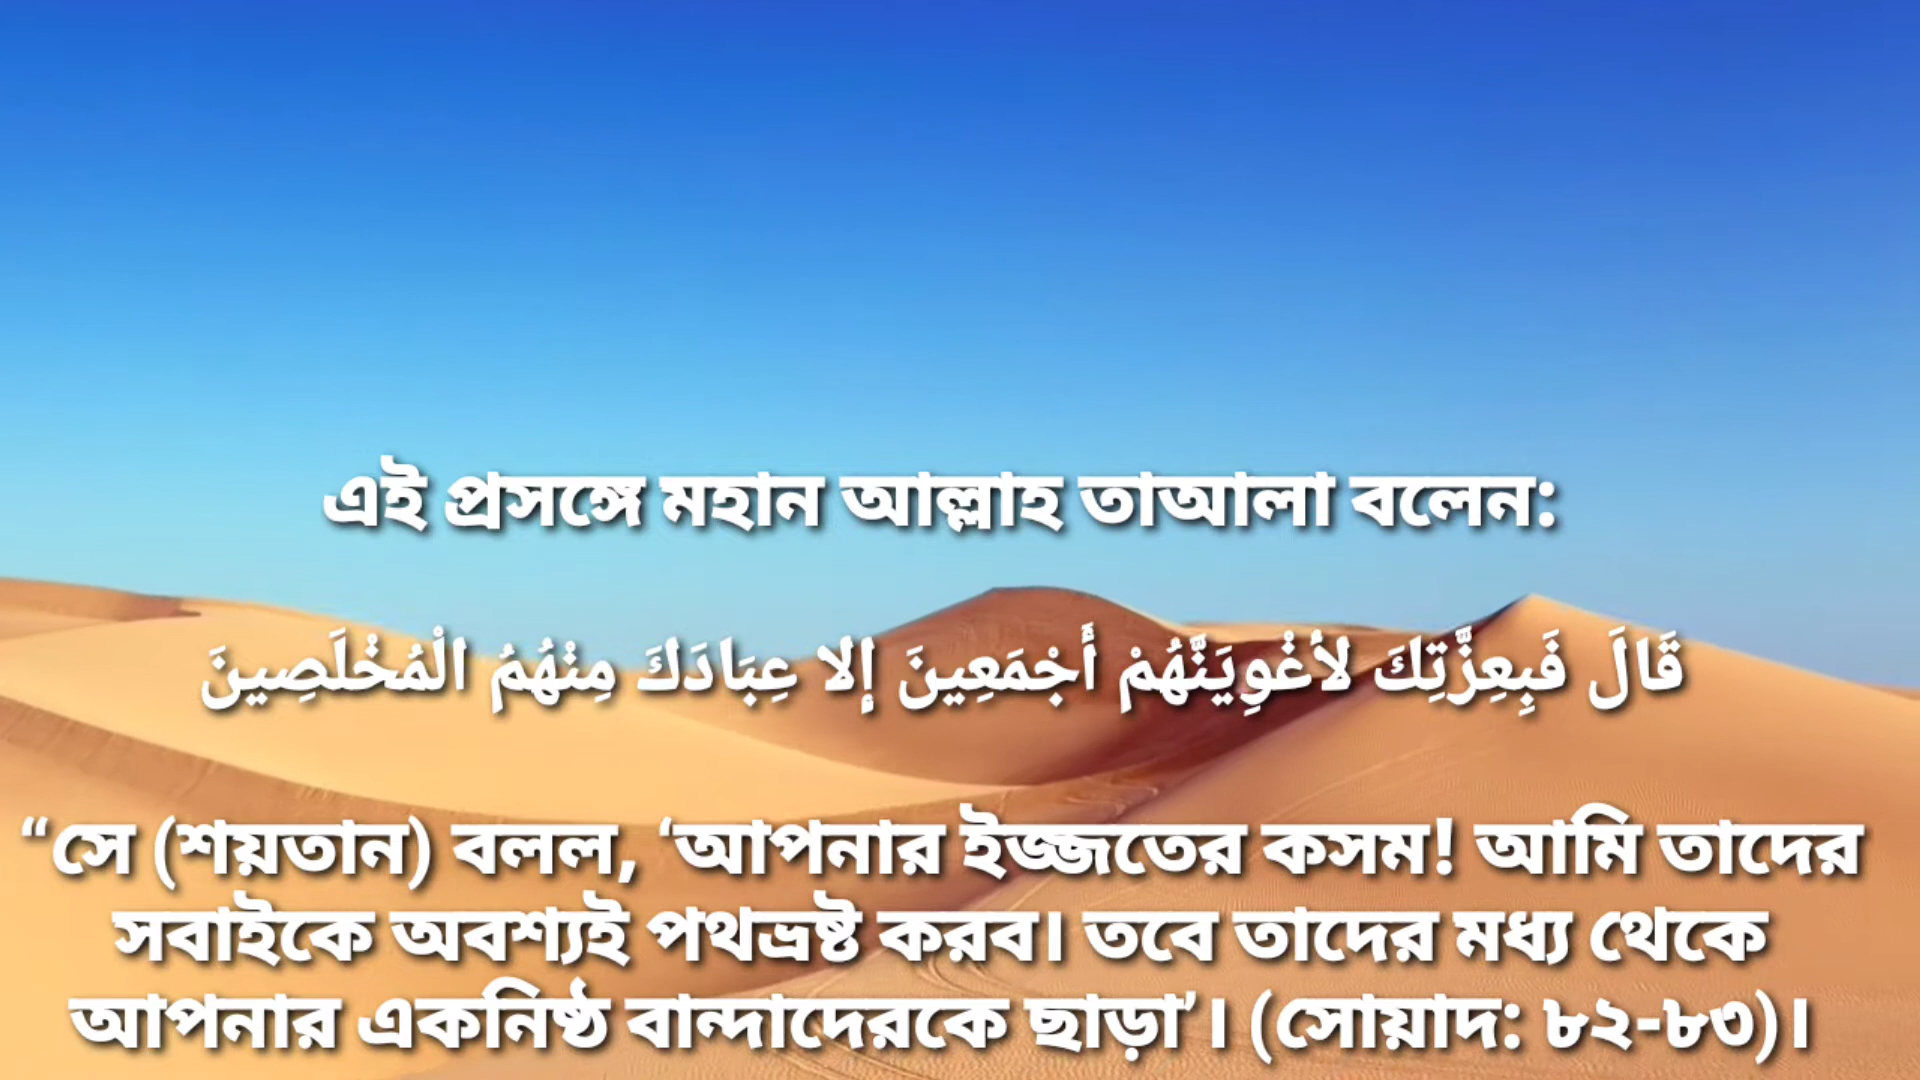 এই প্রসঙ্গে মহান আল্লাহ তাআলা বলেন:
قَالَ فَبِعِزَّتِكَ لأغْوِيَنَّهُمْ أَجْمَعِينَ إِلا عِبَادَكَ مِنْهُمُ الْمُخْلَصِينَ
“সে (শয়তান) বলল, ‘আপনার ইজ্জতের কসম! আমি তাদের
সবাইকে অবশ্যই পথভ্রষ্ট করব। তবে তাদের মধ্য থেকে
আপনার একনিষ্ঠ বান্দাদেরকে ছাড়া’। (সোয়াদ: ৮২-৮৩)।